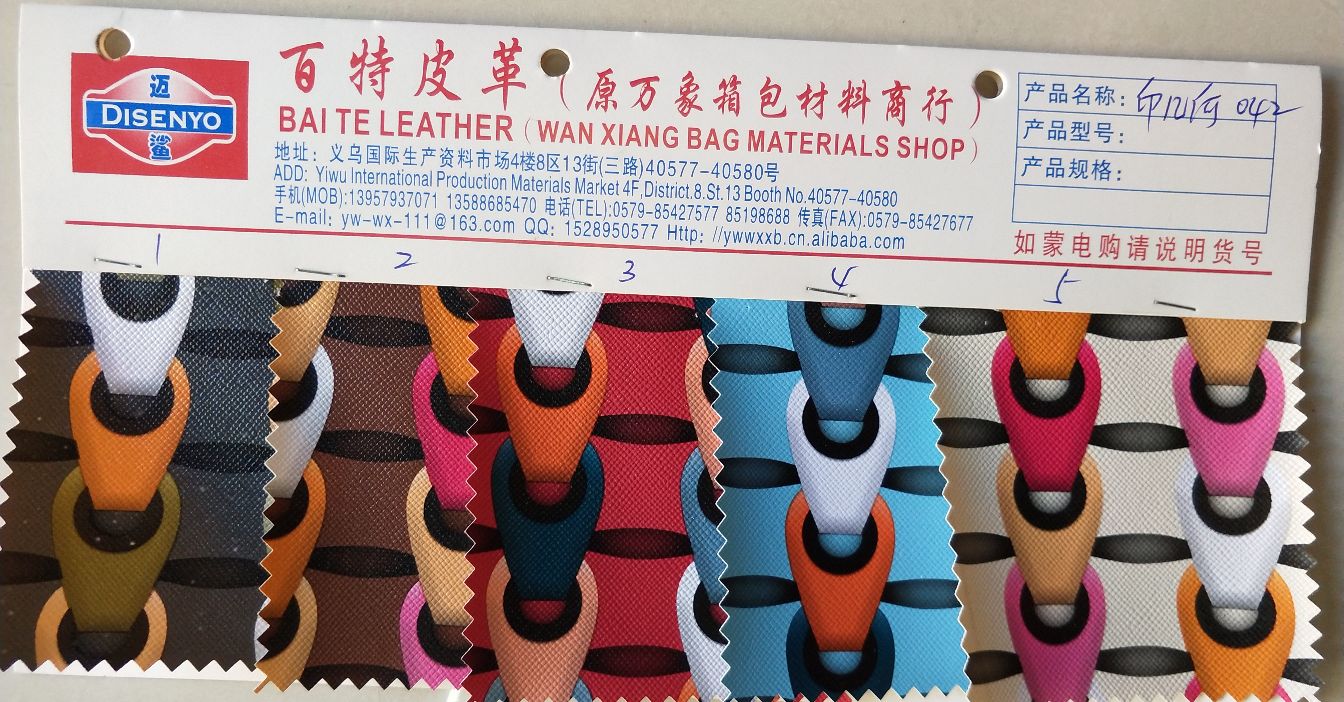 迈
DISENYO
鲨
百特皮革(原万象箱包材料商行)
BAI TE LEATHER (WAN XIANG BAG MATERIALS SHOP)
地址：义乌国际生产资料市场4楼8区13街(三路)40577-40580号
ADD: Yiwu International Production Materials Market 4F,District.8.St.13 Booth No.40577-40580
手机(MOB):13957937071 13588685470 电话(TEL):0579-85427577 85198688 传真(FAX):0579-85427677
E-mail: yw-wx-111@163.com QQ: 1528950577 Http: //ywwxxb.cn.alibaba.com
产品名称：印几何 042
产品型号：
产品规格：
如蒙电购请说明货号
1 2 3 4 5